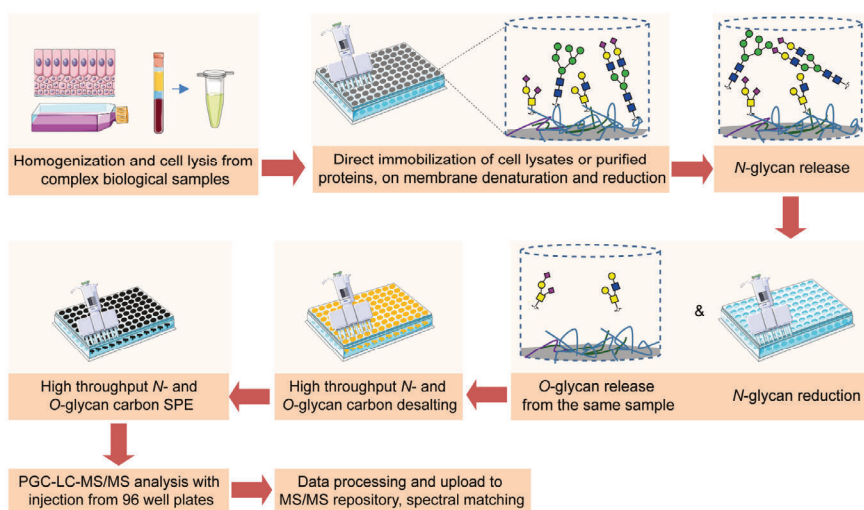 Homogenization and cell lysis from
complex biological samples
Direct immobilization of cell lysates or purified
proteins, on membrane denaturation and reduction
N-glycan release
High throughput N- and
O-glycan carbon SPE
High throughput N- and
O-glycan carbon desalting
O-glycan release
from the same sample
&
N-glycan reduction
PGC-LC-MS/MS analysis with
injection from 96 well plates
Data processing and upload to
MS/MS repository, spectral matching